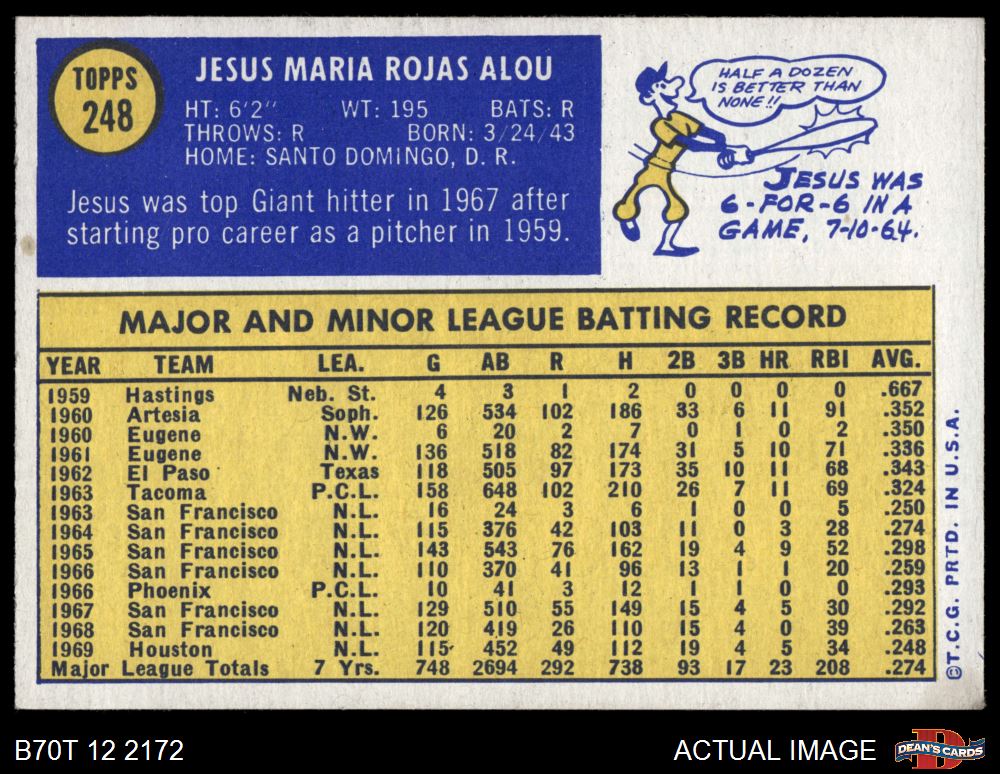 TOPPS
248
JESUS MARIA ROJAS ALOU
HT: 6'2" WT: 195 BATS: R
THROWS: R BORN: 3/24/43
HOME: SANTO DOMINGO, D. R.
Jesus was top Giant hitter in 1967 after
starting pro career as a pitcher in 1959.
HALF A DOZEN
IS BETTER THAN
NONE!!
JESUS WAS
6-FOR-6 IN A
GAME, 7-10-64.
MAJOR AND MINOR LEAGUE BATTING RECORD
YEAR TEAM LEA. G AB R H 2B 3B HR RBI AVG.
1959 Hastings Neb. St. 4 3 1 2 0 0 0 0 .667
1960 Artesia Soph. 126 534 102 186 33 6 11 91 .352
1960 Eugene N.W. 6 20 2 7 0 1 0 2 .350
1961 Eugene N.W. 136 518 82 174 31 5 10 71 .336
1962 El Paso Texas 118 505 97 173 35 10 11 68 .343
1963 Tacoma P.C.L. 158 648 102 210 26 7 11 69 .324
1963 San Francisco N.L. 16 24 3 6 1 0 0 5 .250
1964 San Francisco N.L. 115 376 42 103 11 0 3 28 .274
1965 San Francisco N.L. 143 543 76 162 19 4 9 52 .298
1966 San Francisco N.L. 110 370 41 96 13 1 1 20 .259
1966 Phoenix P.C.L. 10 41 3 12 1 1 0 0 .293
1967 San Francisco N.L. 129 510 55 149 15 4 5 30 .292
1968 San Francisco N.L. 120 419 26 110 15 4 0 39 .263
1969 Houston N.L. 115 452 49 112 19 4 5 34 .248
Major League Totals 7 Yrs. 748 2694 292 738 93 17 23 208 .274
©T.C.G. PRTD. IN U.S.A.
B70T 12 2172
ACTUAL IMAGE
D
DEAN'S CARDS